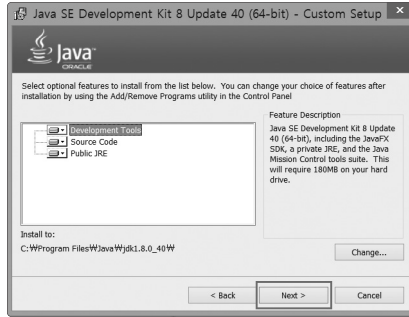 Java SE Development Kit 8 Update 40 (64-bit) - Custom Setup
Java
ORACLE
Select optional features to install from the list below. You can change your choice of features after
installation by using the Add/Remove Programs utility in the Control Panel
Development Tools
Source Code
Public JRE
Feature Description
Java SE Development Kit 8 Update
40 (64-bit), including the JavaFX
SDK, a private JRE, and the Java
Mission Control tools suite. This
will require 180MB on your hard
drive.
Install to:
C:₩Program Files₩Java₩jdk1.8.0_40₩
Change...
< Back
Next >
Cancel